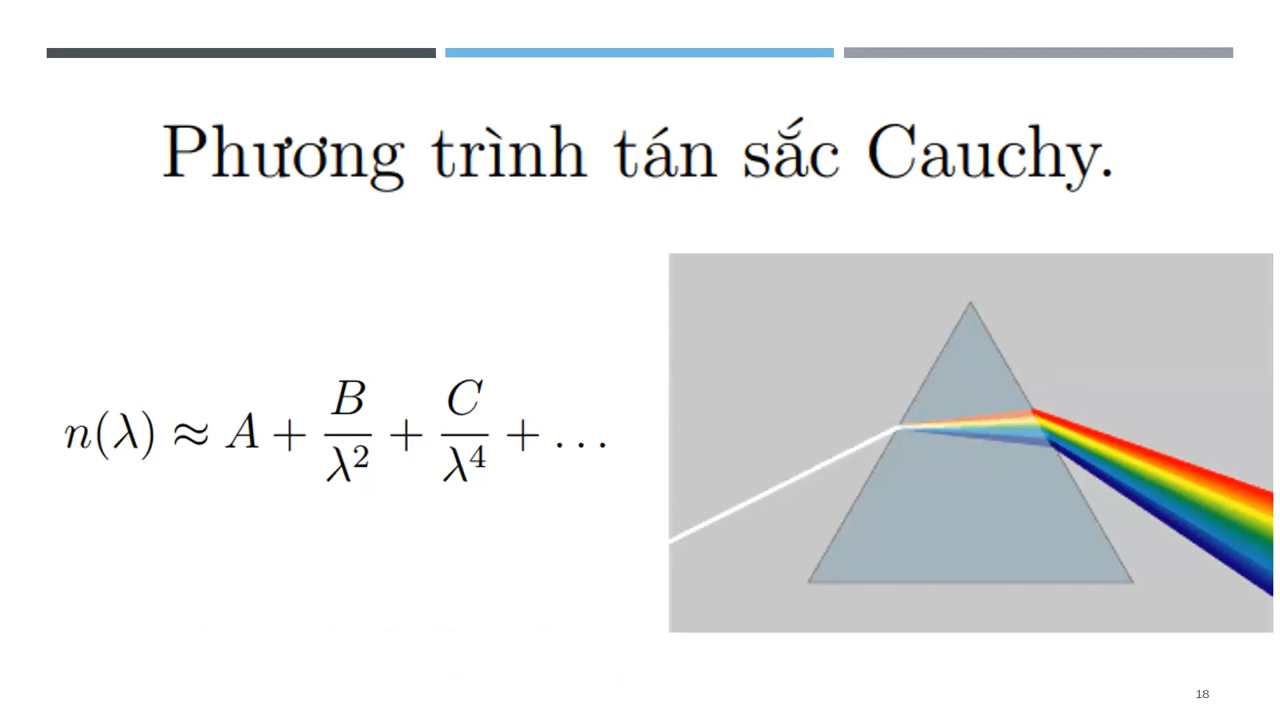 Phương trình tán sắc Cauchy.
n(λ) ≈ A + B/λ² + C/λ⁴ + . . .
18